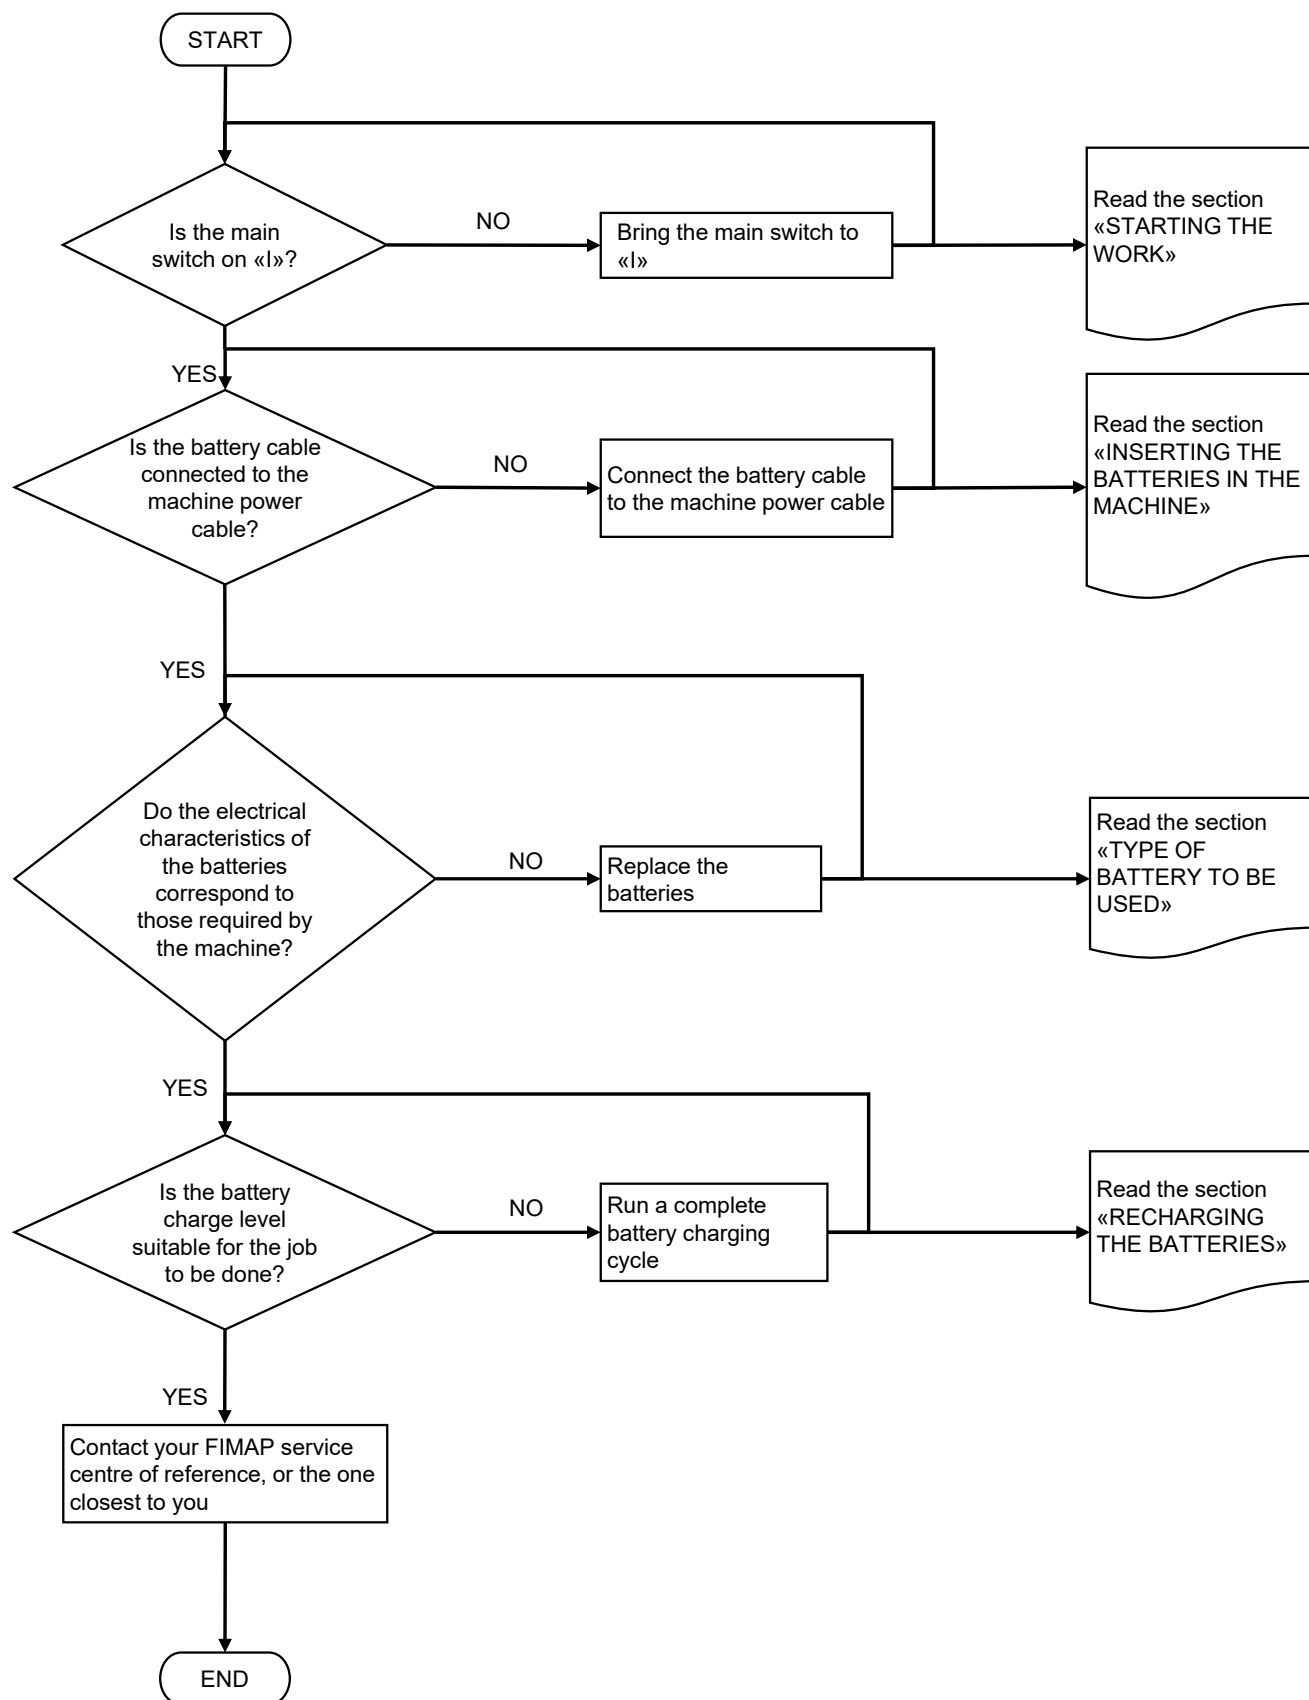 START
Is the main
switch on «I»?
NO
Bring the main switch to
«I»
Read the section
«STARTING THE
WORK»
YES
Is the battery cable
connected to the
machine power
cable?
NO
Connect the battery cable
to the machine power cable
Read the section
«INSERTING THE
BATTERIES IN THE
MACHINE»
YES
Do the electrical
characteristics of
the batteries
correspond to
those required by
the machine?
NO
Replace the
batteries
Read the section
«TYPE OF
BATTERY TO BE
USED»
YES
Is the battery
charge level
suitable for the job
to be done?
NO
Run a complete
battery charging
cycle
Read the section
«RECHARGING
THE BATTERIES»
YES
Contact your FIMAP service
centre of reference, or the one
closest to you
END